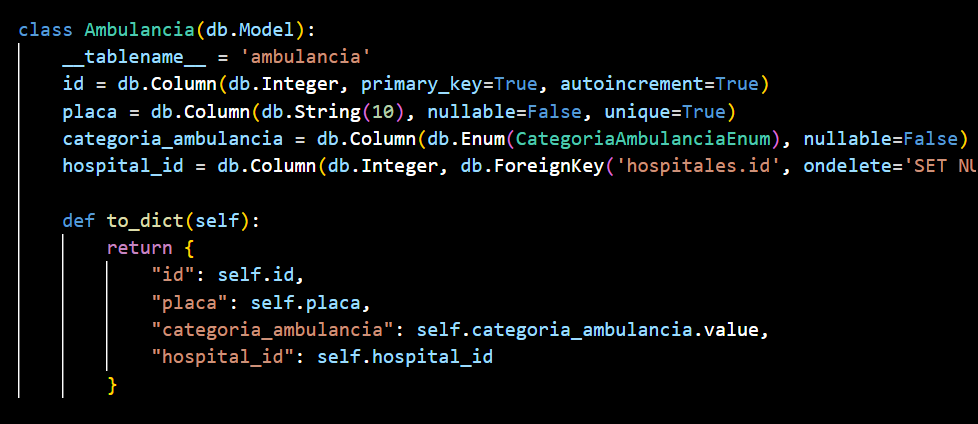 class Ambulancia(db.Model):
    __tablename__ = 'ambulancia'
    id = db.Column(db.Integer, primary_key=True, autoincrement=True)
    placa = db.Column(db.String(10), nullable=False, unique=True)
    categoria_ambulancia = db.Column(db.Enum(CategoriaAmbulanciaEnum), nullable=False)
    hospital_id = db.Column(db.Integer, db.ForeignKey('hospitales.id', ondelete='SET
    def to_dict(self):
        return {
            "id": self.id,
            "placa": self.placa,
            "categoria_ambulancia": self.categoria_ambulancia.value,
            "hospital_id": self.hospital_id
        }